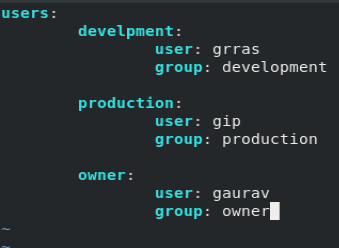 users:
develpment:
user: grras
group: development
production:
user: gip
group: production
owner:
user: gaurav
group: owner
~
~